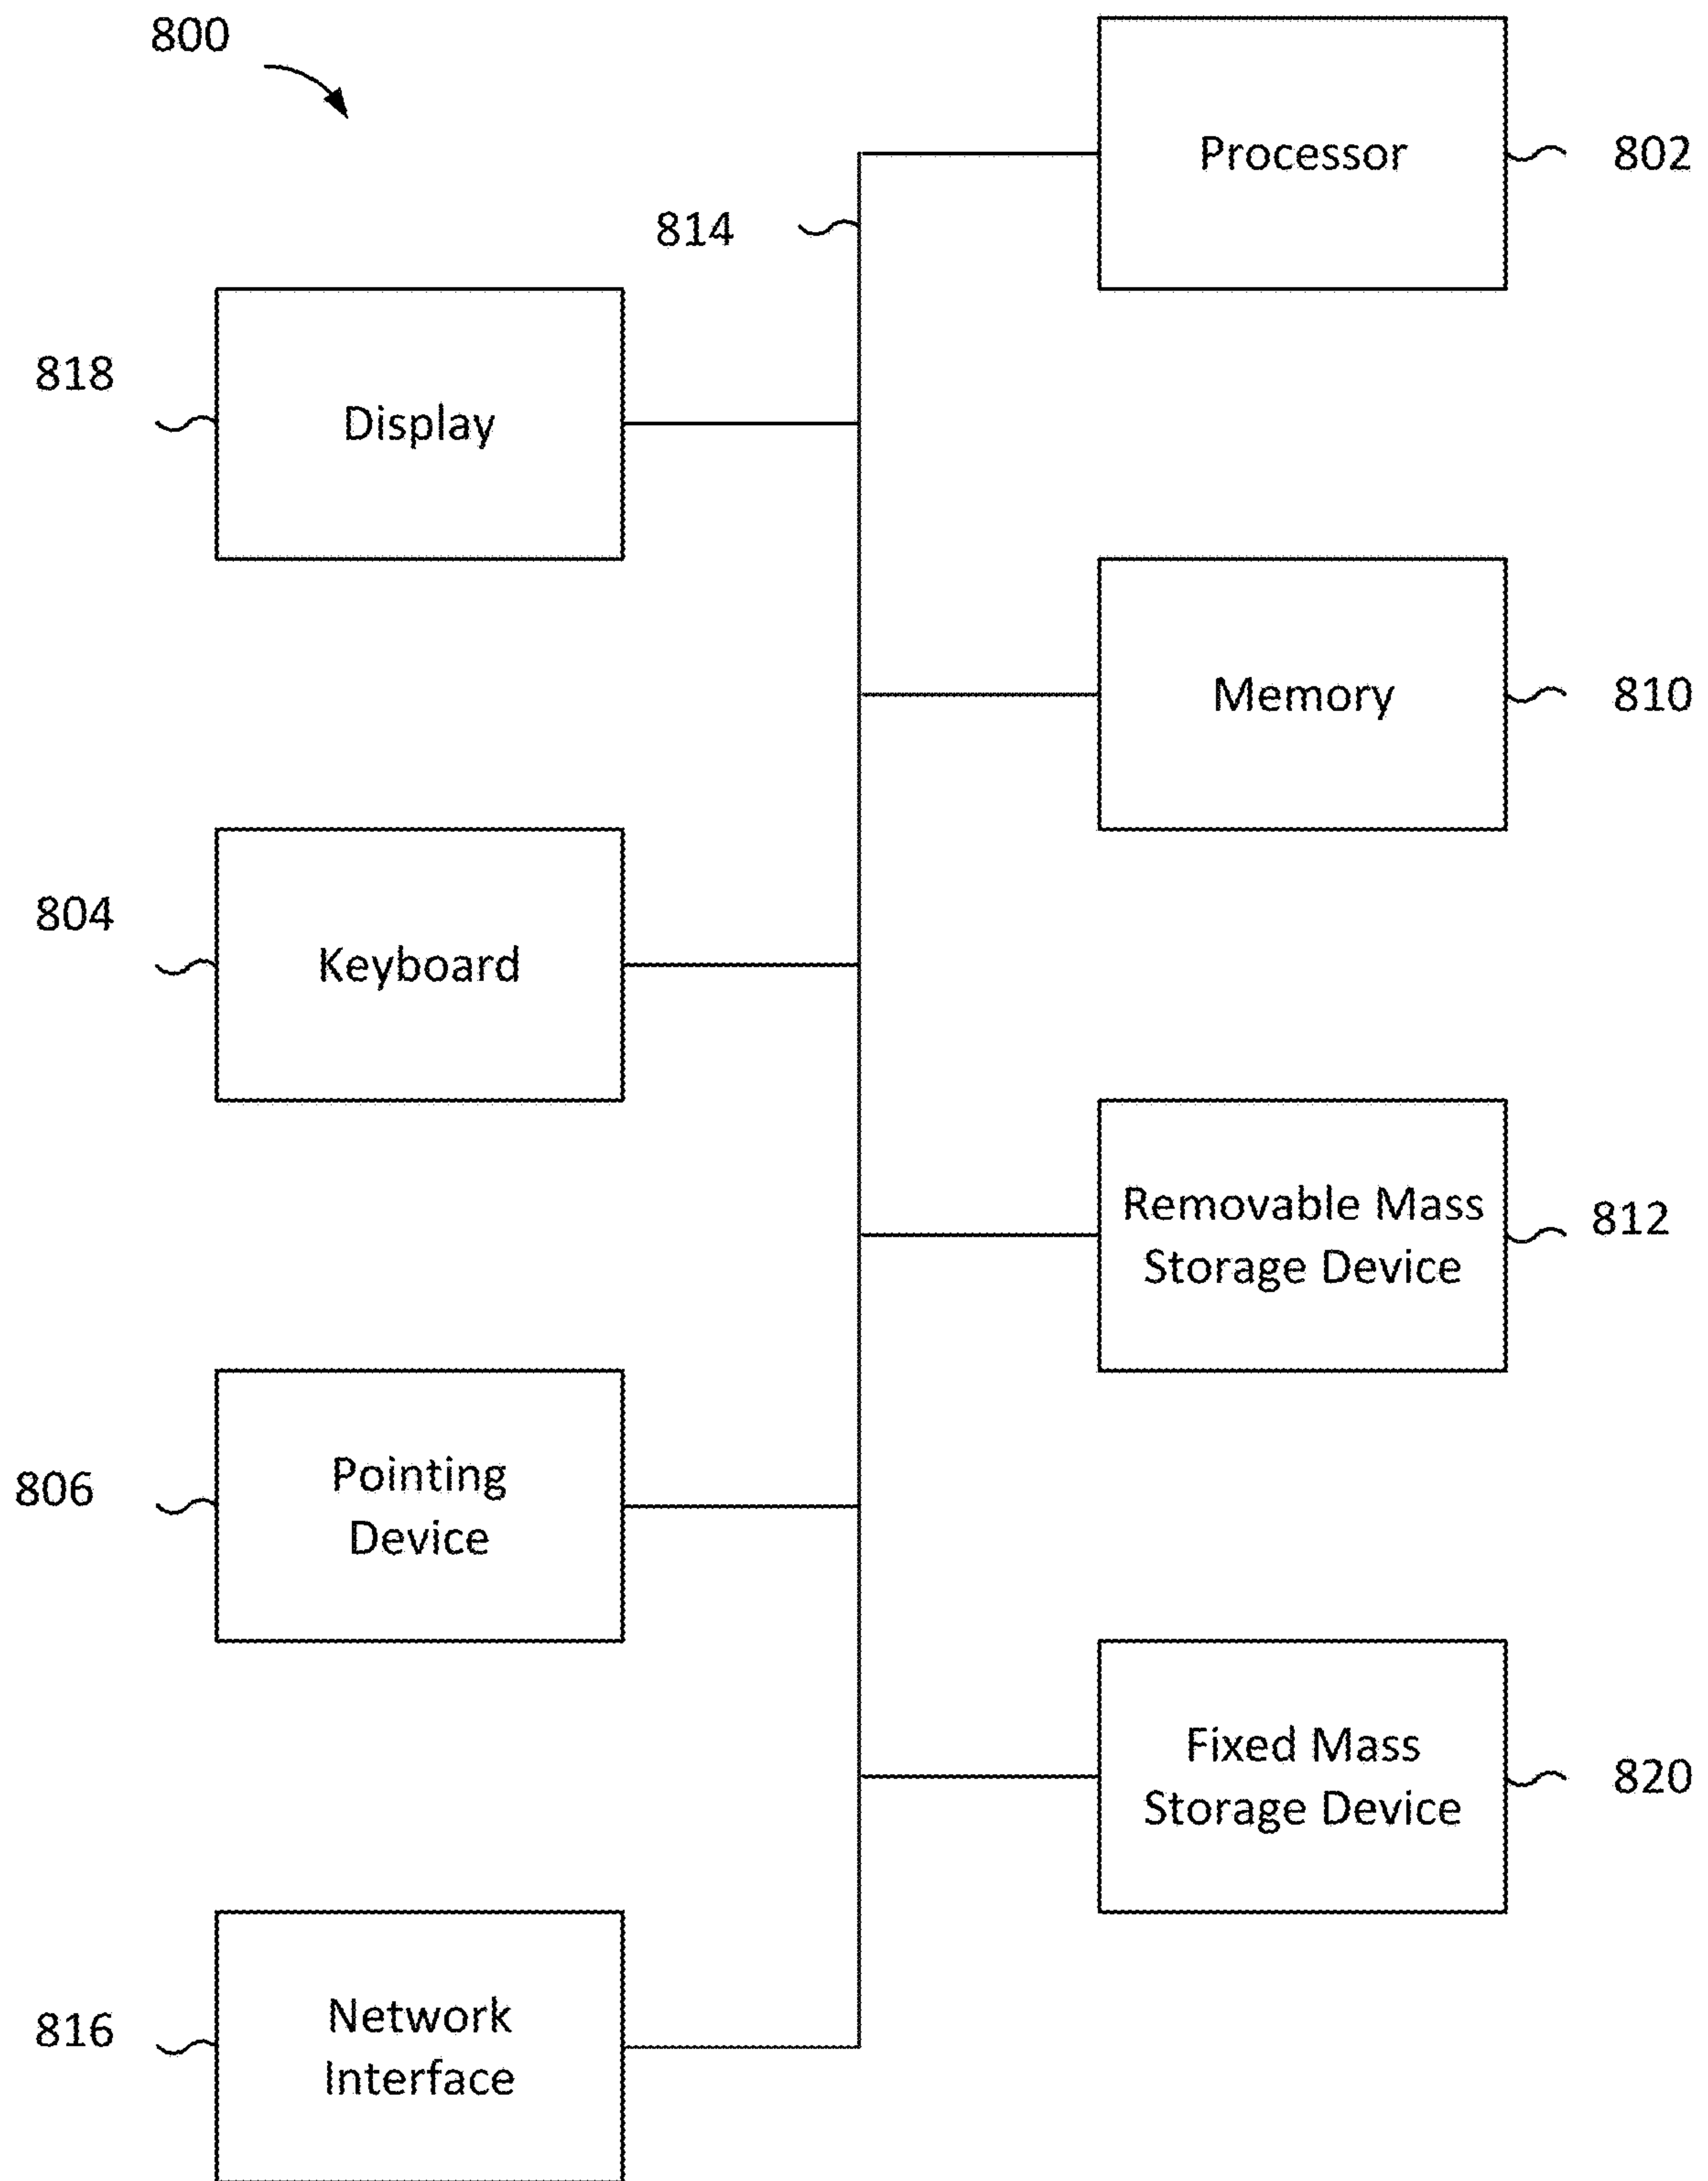 800
Processor
802
814
818
Display
Memory
810
804
Keyboard
Removable Mass
Storage Device
812
806
Pointing
Device
Fixed Mass
Storage Device
820
816
Network
Interface